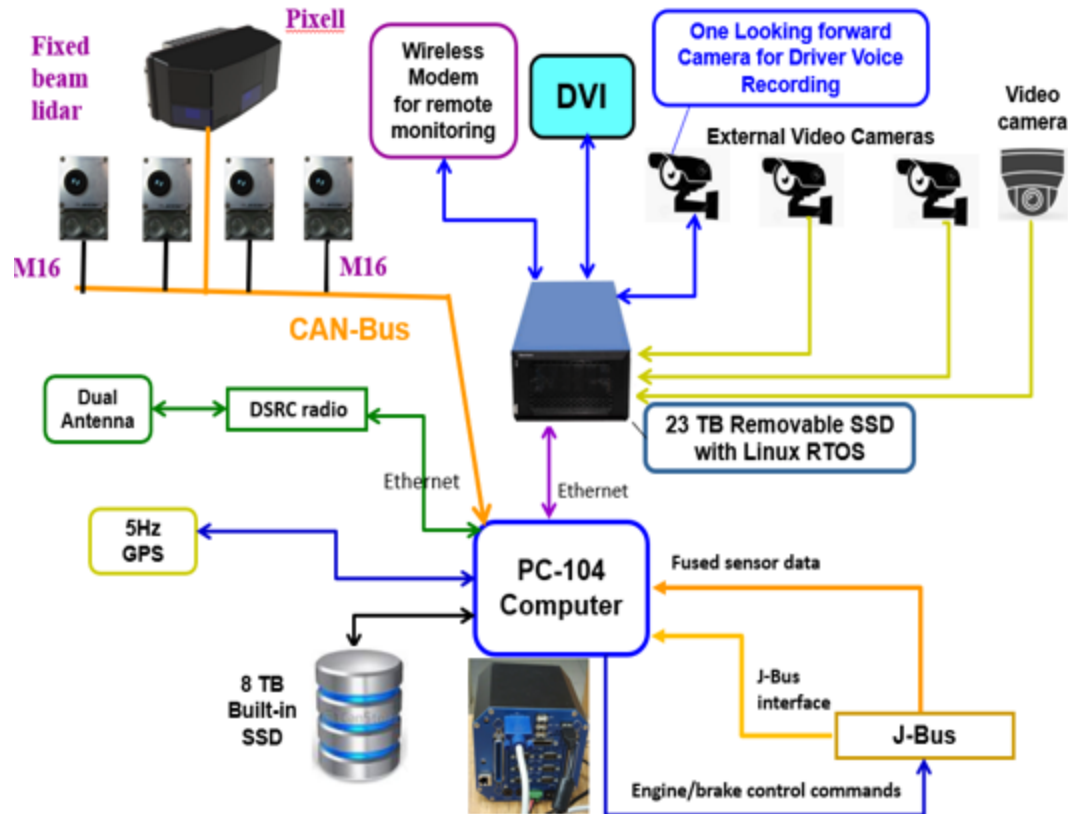 Pixell
Fixed
beam
lidar
M16
M16
CAN-Bus
Wireless
Modem
for remote
monitoring
DVI
One Looking forward
Camera for Driver Voice
Recording
External Video Cameras
Video
camera
23 TB Removable SSD
with Linux RTOS
Dual
Antenna
DSRC radio
Ethernet
Ethernet
5Hz
GPS
PC-104
Computer
Fused sensor data
J-Bus
interface
8 TB
Built-in
SSD
J-Bus
Engine/brake control commands